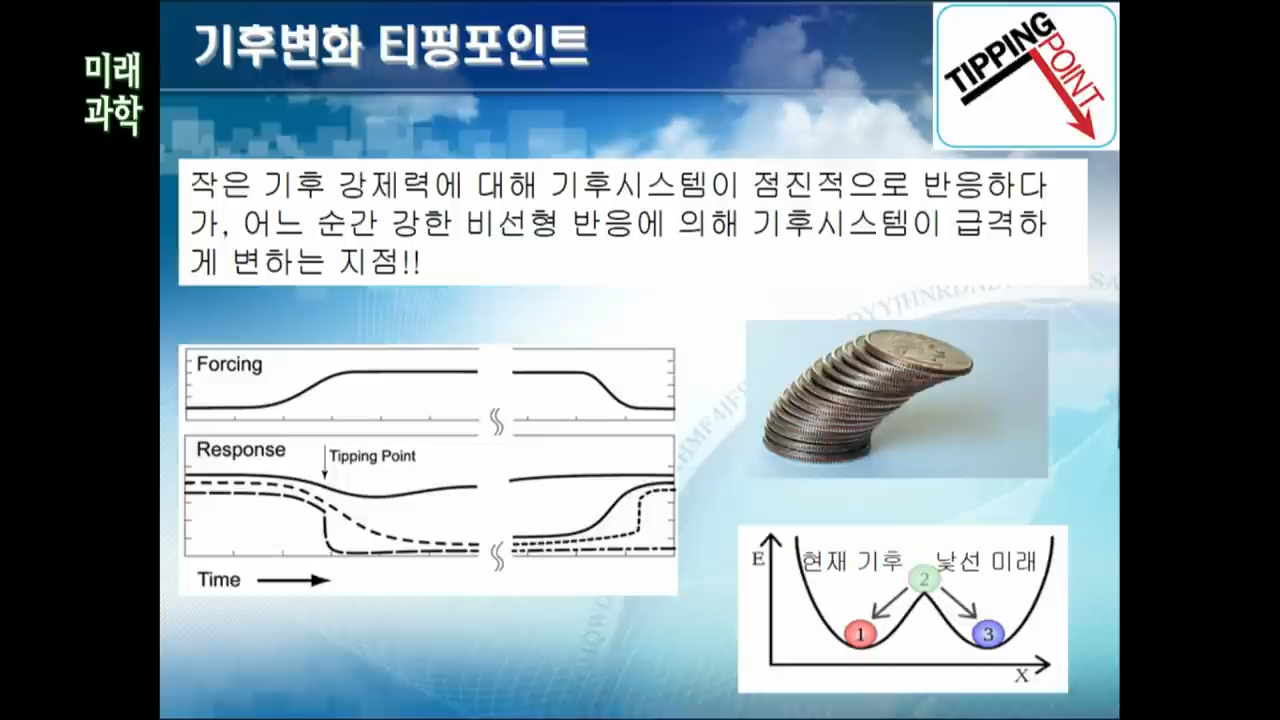 기후변화 티핑포인트
TIPPING
POINT
미래
과학
작은 기후 강제력에 대해 기후시스템이 점진적으로 반응하다
가, 어느 순간 강한 비선형 반응에 의해 기후시스템이 급격하
게 변하는 지점!!
Forcing
Response
Tipping Point
Time
E
현재 기후
낯선 미래
2
1
3
X